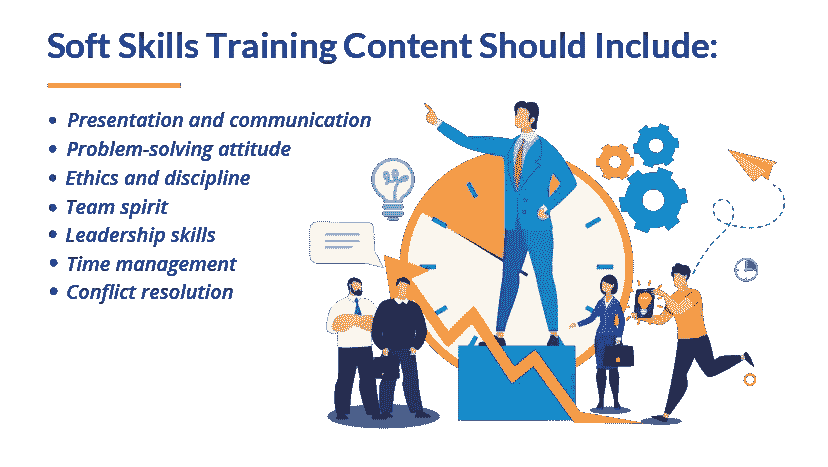 Soft Skills Training Content Should Include:
• Presentation and communication
• Problem-solving attitude
• Ethics and discipline
• Team spirit
• Leadership skills
• Time management
• Conflict resolution